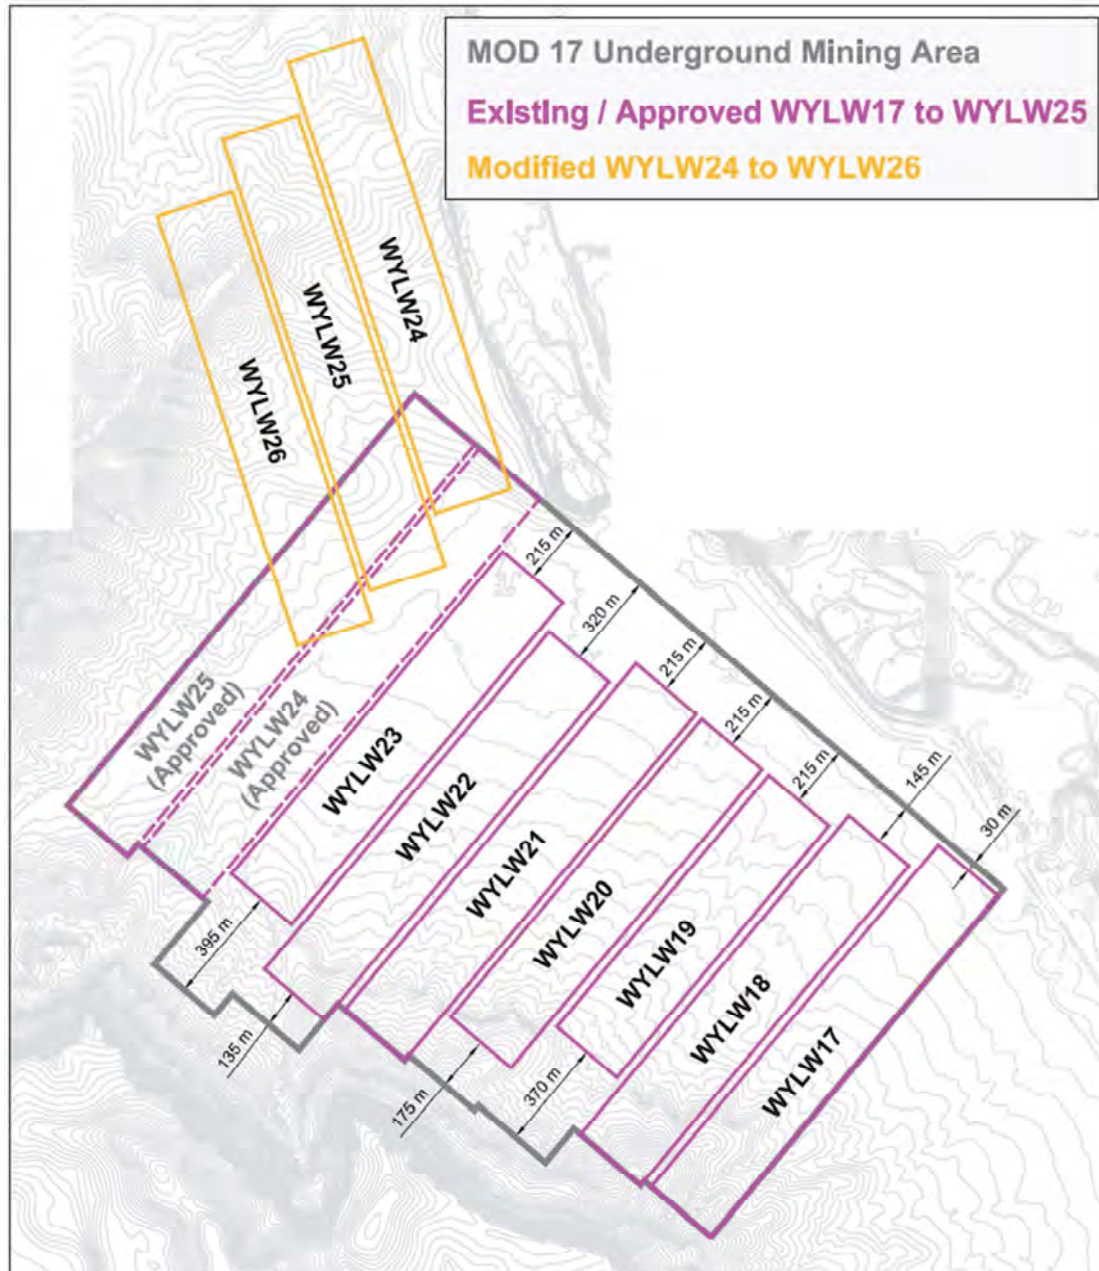 MOD 17 Underground Mining Area
Existing / Approved WYLW17 to WYLW25
Modified WYLW24 to WYLW26
WYLW24
WYLW25
WYLW26
215 m
320 m
215 m
215 m
215 m
145 m
30 m
WYLW25
(Approved)
WYLW24
(Approved)
WYLW23
WYLW22
WYLW21
WYLW20
WYLW19
WYLW18
WYLW17
395 m
135 m
175 m
370 m